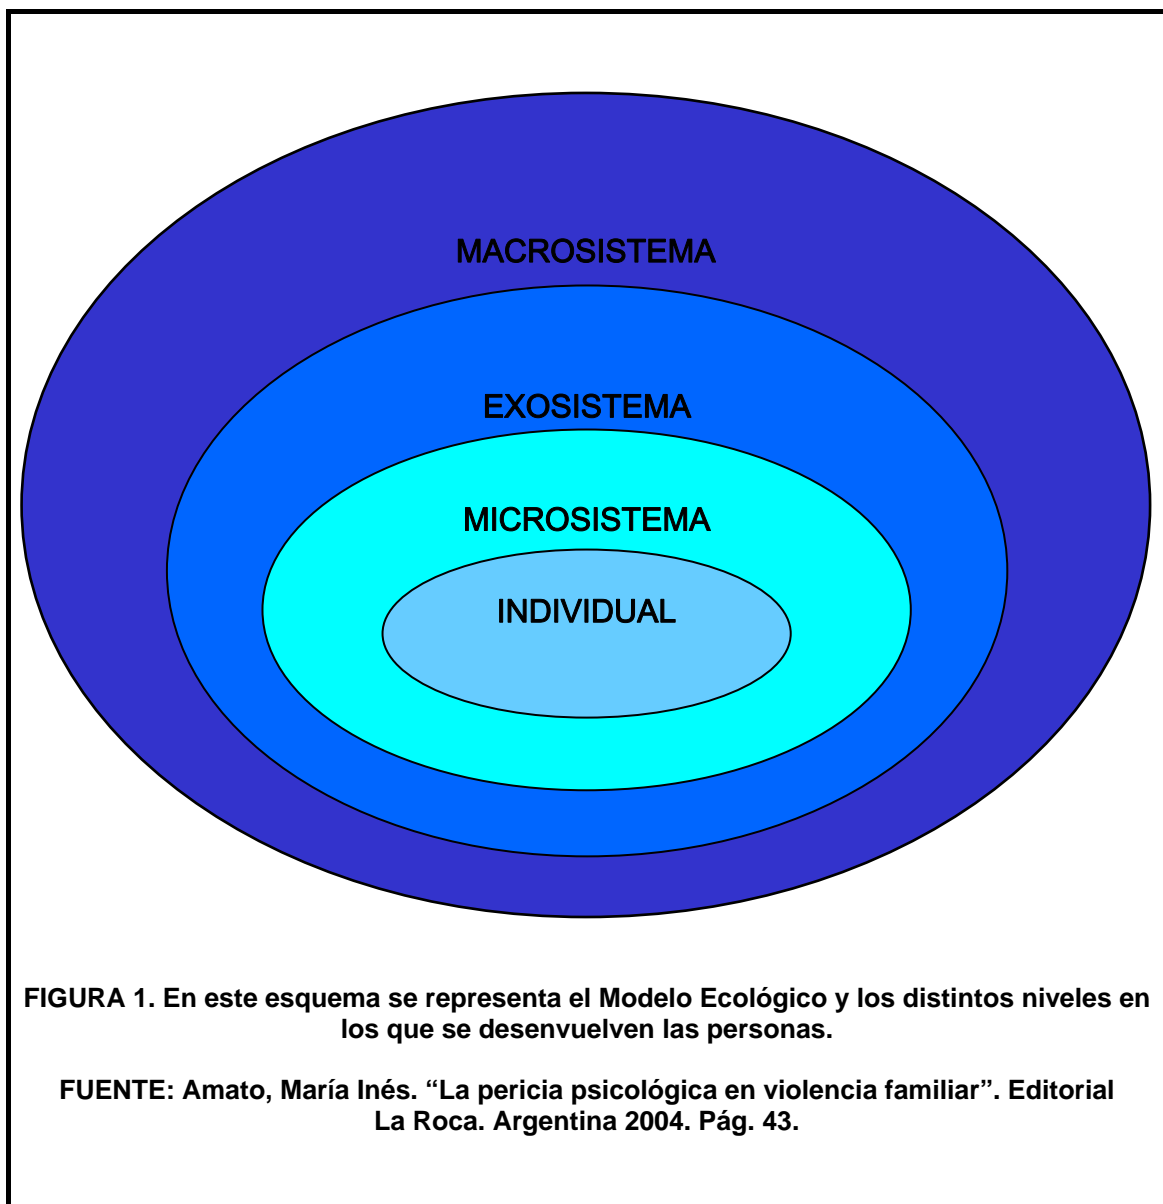 MACROSISTEMA
EXOSISTEMA
MICROSISTEMA
INDIVIDUAL
FIGURA 1. En este esquema se representa el Modelo Ecológico y los distintos niveles en
los que se desenvuelven las personas.
FUENTE: Amato, María Inés. “La pericia psicológica en violencia familiar”. Editorial
La Roca. Argentina 2004. Pág. 43.